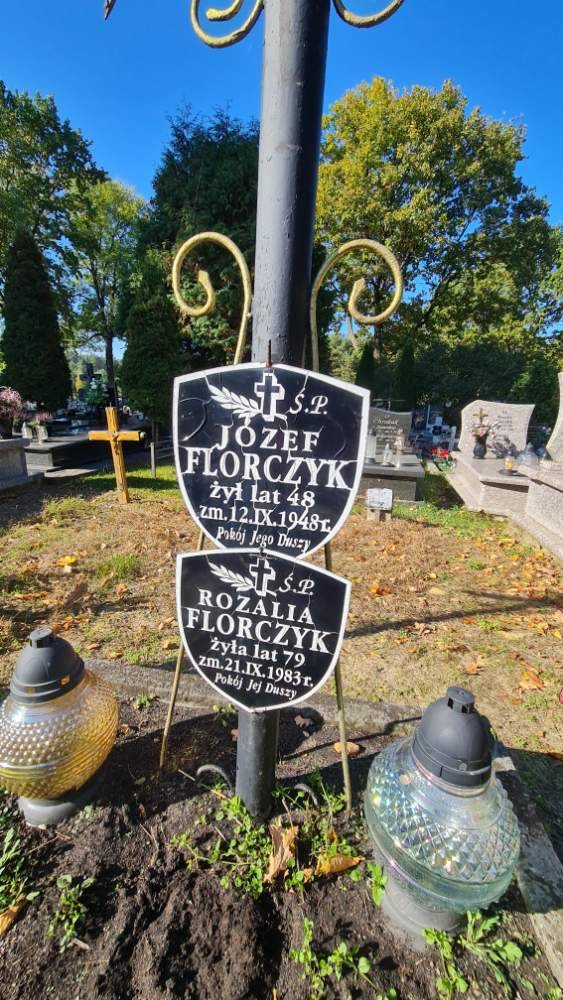 Ś.P.
JÓZEF
FLORCZYK
żył lat 48
zm.12.IX.1948r.
Pokój Jego Duszy
Ś.P.
ROZALIA
FLORCZYK
żyła lat 79
zm.21.IX.1983r.
Pokój Jej Duszy